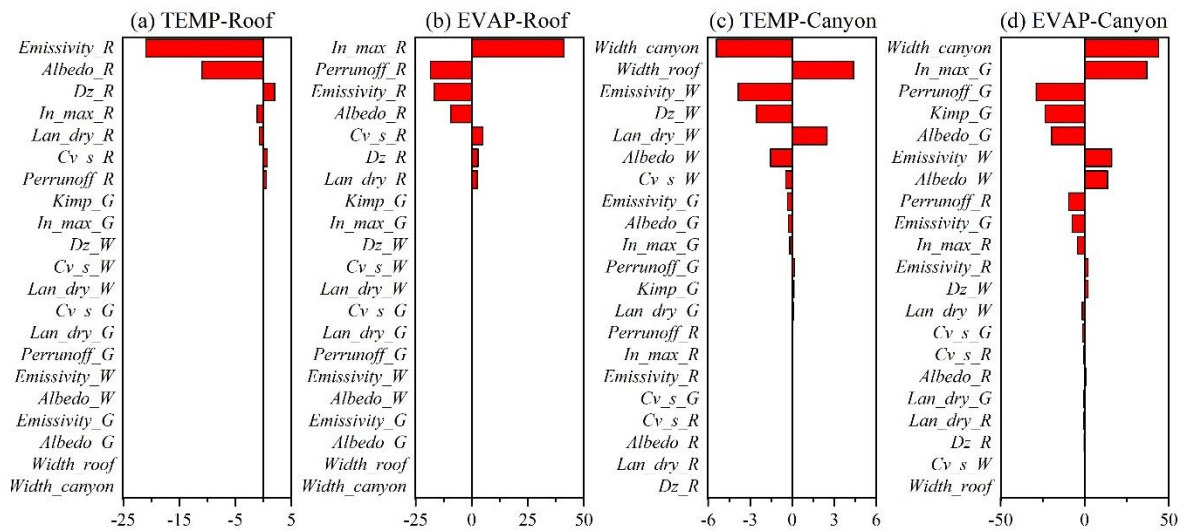 (a) TEMP-Roof
Emissivity_R
Albedo_R
Dz_R
In_max_R
Lan_dry_R
Cv_s_R
Perrunoff_R
Kimp_G
In_max_G
Dz_W
Cv_s_W
Lan_dry_W
Cv_s_G
Lan_dry_G
Perrunoff_G
Emissivity_W
Albedo_W
Emissivity_G
Albedo_G
Width_roof
Width_canyon
-25 -15 -5 5
(b) EVAP-Roof
In_max_R
Perrunoff_R
Emissivity_R
Albedo_R
Cv_s_R
Dz_R
Lan_dry_R
Kimp_G
In_max_G
Dz_W
Cv_s_W
Lan_dry_W
Cv_s_G
Lan_dry_G
Perrunoff_G
Emissivity_W
Albedo_W
Emissivity_G
Albedo_G
Width_roof
Width_canyon
-25 0 25 50
(c) TEMP-Canyon
Width_canyon
Width_roof
Emissivity_W
Dz_W
Lan_dry_W
Albedo_W
Cv_s_W
Emissivity_G
Albedo_G
In_max_G
Perrunoff_G
Kimp_G
Lan_dry_G
Perrunoff_R
In_max_R
Emissivity_R
Cv_s_G
Cv_s_R
Albedo_R
Lan_dry_R
Dz_R
-6 -3 0 3 6
(d) EVAP-Canyon
Width_canyon
In_max_G
Perrunoff_G
Kimp_G
Albedo_G
Emissivity_W
Albedo_W
Perrunoff_R
Emissivity_G
In_max_R
Emissivity_R
Dz_W
Lan_dry_W
Cv_s_G
Cv_s_R
Albedo_R
Lan_dry_G
Lan_dry_R
Dz_R
Cv_s_W
Width_roof
-50 0 50